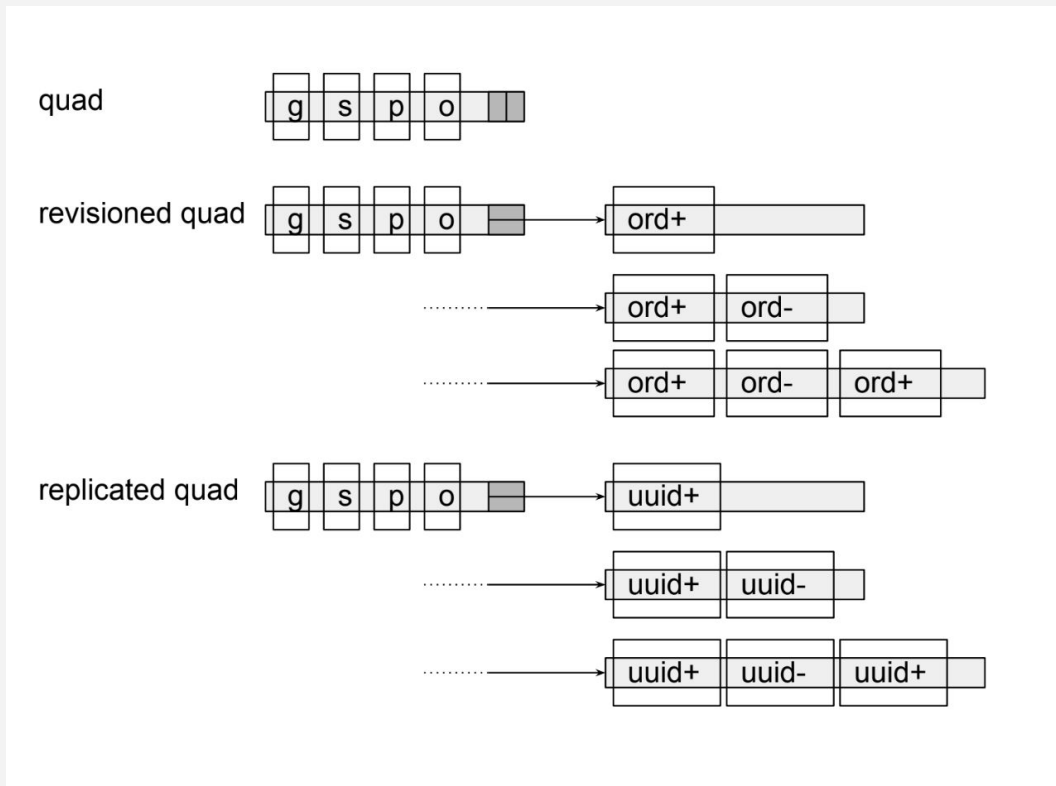 quad g s p o
revisioned quad g s p o ord+
ord+ ord-
ord+ ord- ord+
replicated quad g s p o uuid+
uuid+ uuid-
uuid+ uuid- uuid+